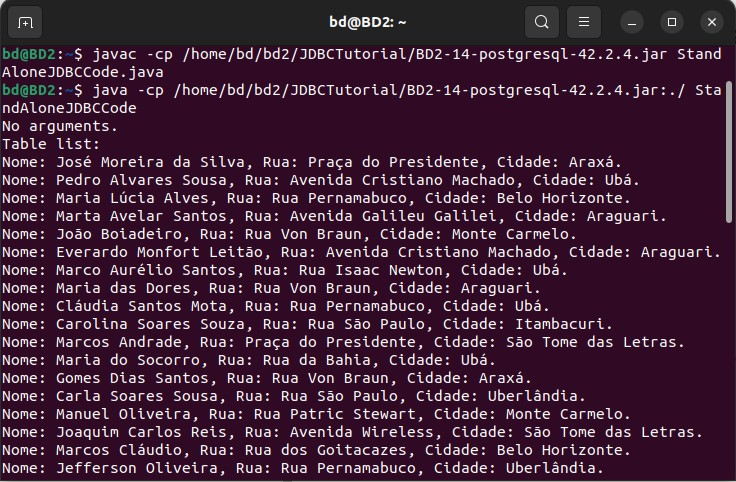 bd@BD2: ~
bd@BD2:~$ javac -cp /home/bd/bd2/JDBCTutorial/BD2-14-postgresql-42.2.4.jar Stand
AloneJDBCCode.java
bd@BD2:~$ java -cp /home/bd/bd2/JDBCTutorial/BD2-14-postgresql-42.2.4.jar:./ Sta
ndAloneJDBCCode
No arguments.
Table list:
Nome: José Moreira da Silva, Rua: Praça do Presidente, Cidade: Araxá.
Nome: Pedro Alvares Sousa, Rua: Avenida Cristiano Machado, Cidade: Ubá.
Nome: Maria Lúcia Alves, Rua: Rua Pernamabuco, Cidade: Belo Horizonte.
Nome: Marta Avelar Santos, Rua: Avenida Galileu Galilei, Cidade: Araguari.
Nome: João Boiadeiro, Rua: Rua Von Braun, Cidade: Monte Carmelo.
Nome: Everardo Monfort Leitão, Rua: Avenida Cristiano Machado, Cidade: Araguari.
Nome: Marco Aurélio Santos, Rua: Rua Isaac Newton, Cidade: Ubá.
Nome: Maria das Dores, Rua: Rua Von Braun, Cidade: Araguari.
Nome: Cláudia Santos Mota, Rua: Rua Pernamabuco, Cidade: Ubá.
Nome: Carolina Soares Souza, Rua: Rua São Paulo, Cidade: Itambacuri.
Nome: Marcos Andrade, Rua: Praça do Presidente, Cidade: São Tome das Letras.
Nome: Maria do Socorro, Rua: Rua da Bahia, Cidade: Ubá.
Nome: Gomes Dias Santos, Rua: Rua Von Braun, Cidade: Araxá.
Nome: Carla Soares Sousa, Rua: Rua São Paulo, Cidade: Uberlândia.
Nome: Manuel Oliveira, Rua: Rua Patric Stewart, Cidade: Monte Carmelo.
Nome: Joaquim Carlos Reis, Rua: Avenida Wireless, Cidade: São Tome das Letras.
Nome: Marcos Cláudio, Rua: Rua dos Goitacazes, Cidade: Belo Horizonte.
Nome: Jefferson Oliveira, Rua: Rua Pernamabuco, Cidade: Uberlândia.